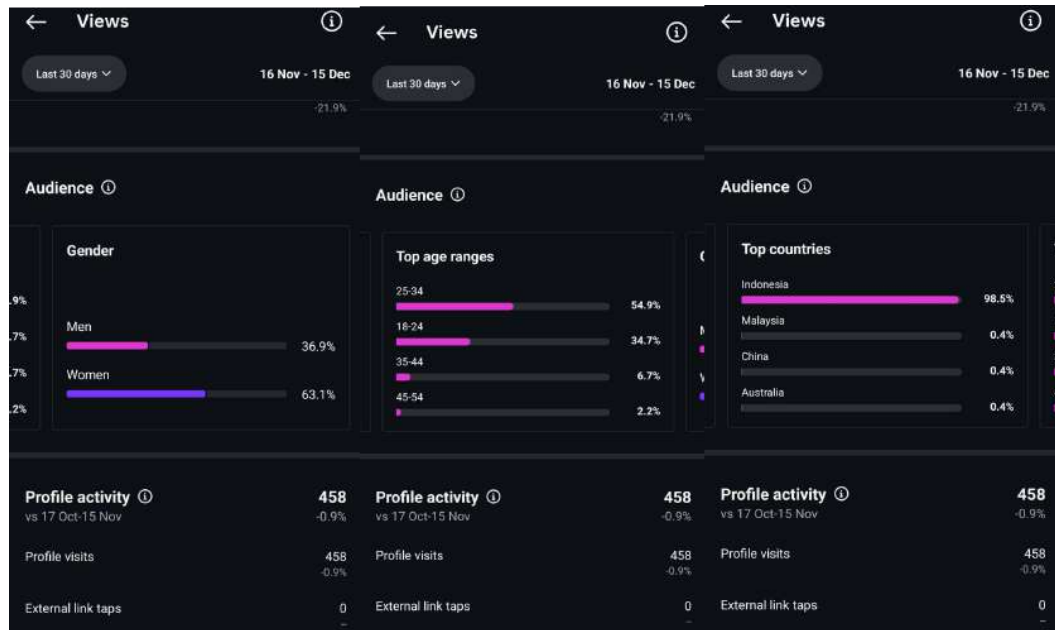 ← Views
Last 30 days
16 Nov - 15 Dec
-21.9%
Audience
.9%
.7%
.7%
.2%
Gender
Men
36.9%
Women
63.1%
Profile activity
458
vs 17 Oct-15 Nov
-0.9%
Profile visits
458
-0.9%
External link taps
0
–
← Views
Last 30 days
16 Nov - 15 Dec
-21.9%
Audience
Top age ranges
25-34
54.9%
18-24
34.7%
35-44
6.7%
45-54
2.2%
Profile activity
458
vs 17 Oct-15 Nov
-0.9%
Profile visits
458
-0.9%
External link taps
0
–
← Views
Last 30 days
16 Nov - 15 Dec
-21.9%
Audience
Top countries
Indonesia
98.5%
Malaysia
0.4%
China
0.4%
Australia
0.4%
Profile activity
458
vs 17 Oct-15 Nov
-0.9%
Profile visits
458
-0.9%
External link taps
0
–